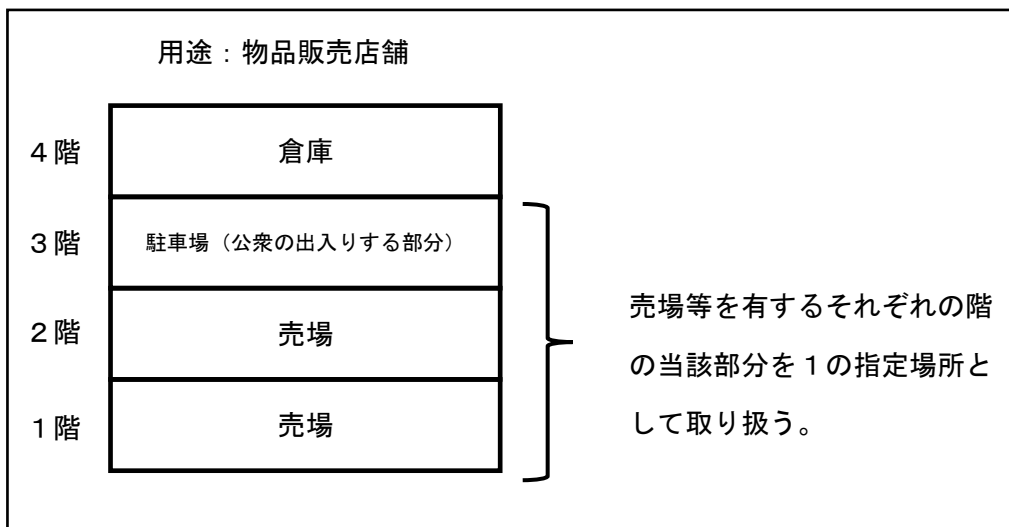 用途：物品販売店舗
４階
倉庫
３階
駐車場（公衆の出入りする部分）
２階
売場
１階
売場
売場等を有するそれぞれの階
の当該部分を１の指定場所と
して取り扱う。